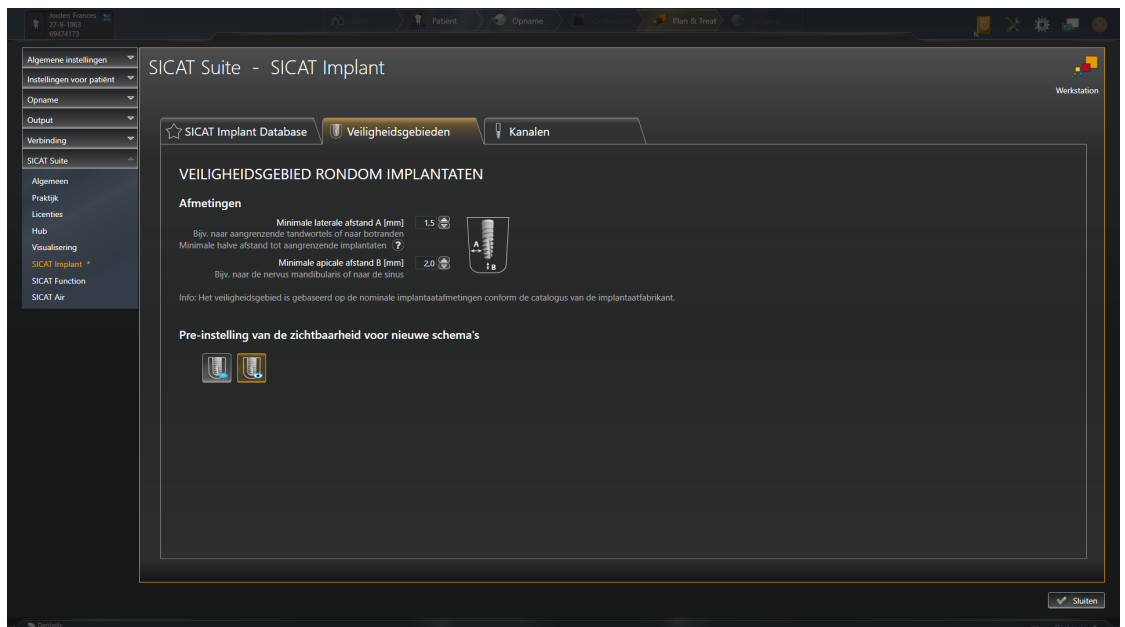 Jorden Frances
27-9-1963
69474173
Patiënt
Opname
Plan & Treat
Algemene instellingen
Instellingen voor patiënt
Opname
Output
Verbinding
SICAT Suite
Algemeen
Praktijk
Licenties
Hub
Visualisering
SICAT Implant *
SICAT Function
SICAT Air
SICAT Suite - SICAT Implant
Werkstation
SICAT Implant Database
Veiligheidsgebieden
Kanalen
VEILIGHEIDSGEBIED RONDOM IMPLANTATEN
Afmetingen
Minimale laterale afstand A [mm] 1.5
Bijv. naar aangrenzende tandwortels of naar botranden
Minimale halve afstand tot aangrenzende implantaten ?
Minimale apicale afstand B [mm] 2.0
Bijv. naar de nervus mandibularis of naar de sinus
A
B
Info: Het veiligheidsgebied is gebaseerd op de nominale implantaatafmetingen conform de catalogus van de implantaatfabrikant.
Pre-instelling van de zichtbaarheid voor nieuwe schema's
Sluiten